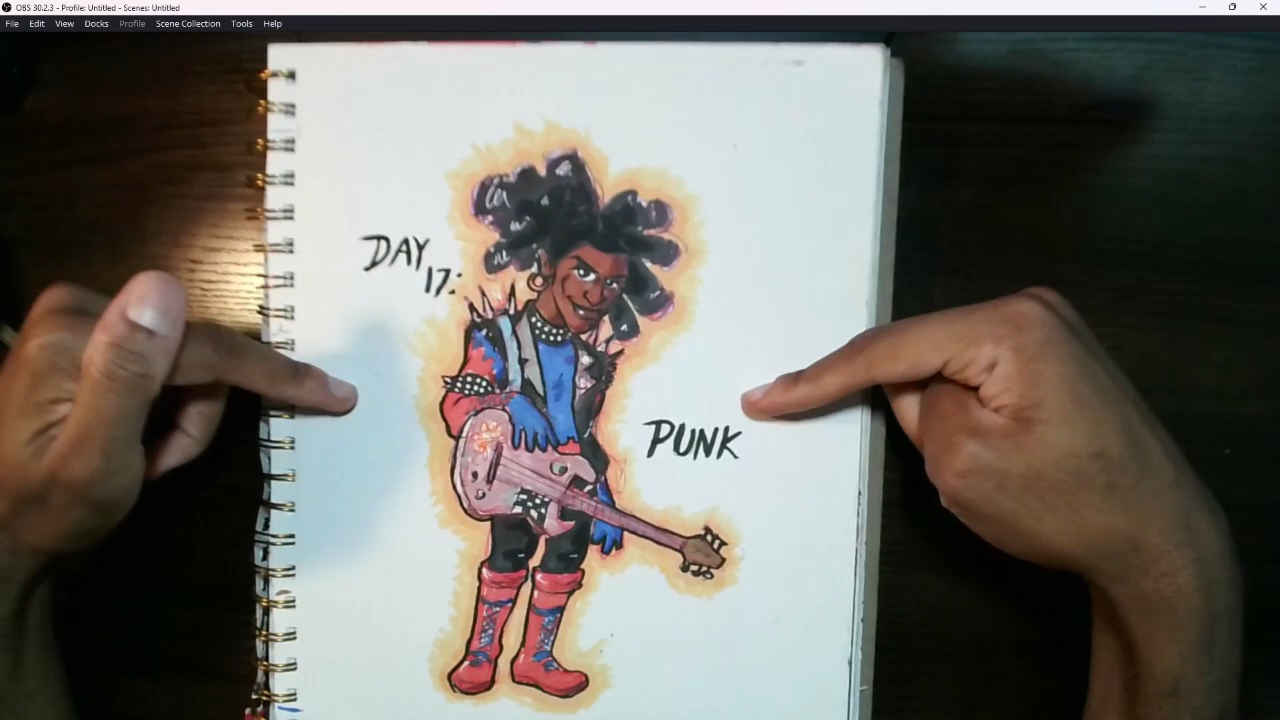 OBS 30.2.3 - Profile: Untitled - Scenes: Untitled
File Edit View Docks Profile Scene Collection Tools Help
DAY
17:
PUNK